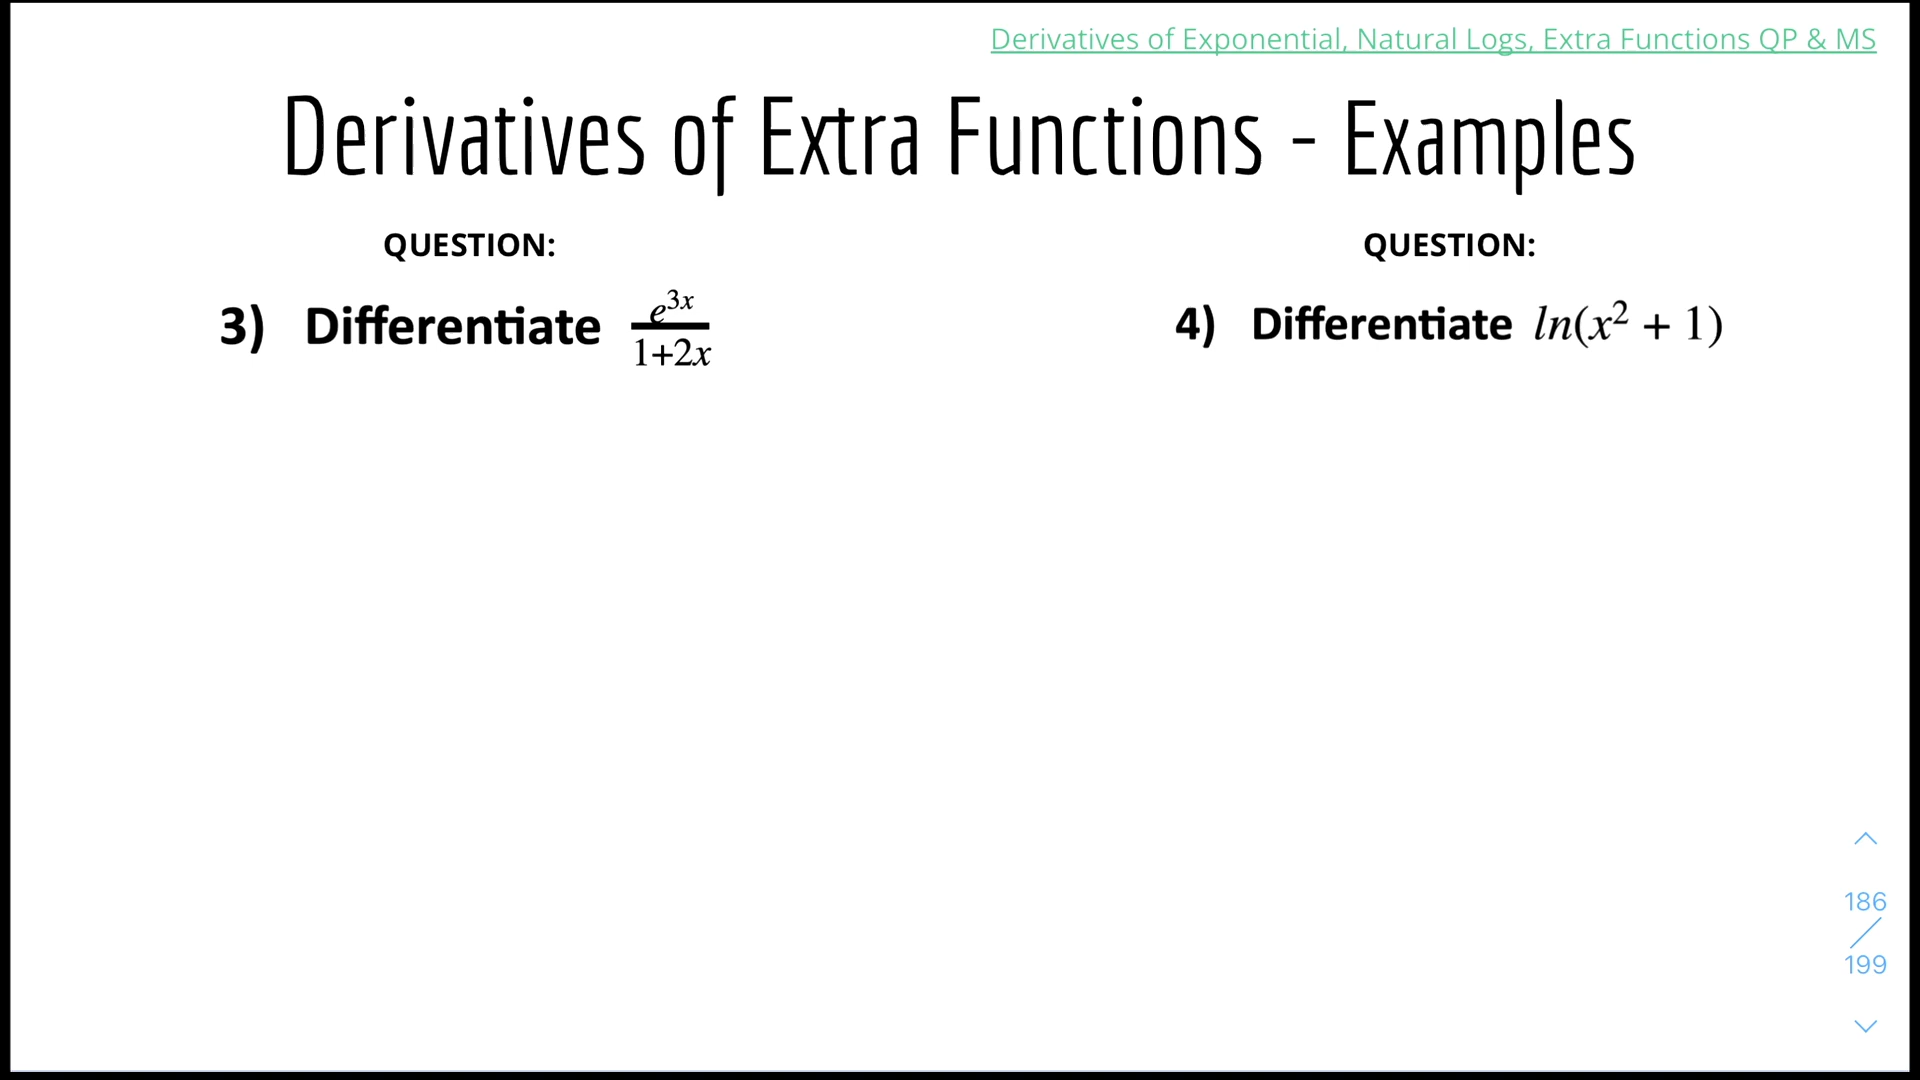 Derivatives of Exponential, Natural Logs, Extra Functions QP & MS
Derivatives of Extra Functions - Examples
QUESTION:
3) Differentiate e^{3x}/(1+2x)
QUESTION:
4) Differentiate ln(x² + 1)
186
/
199